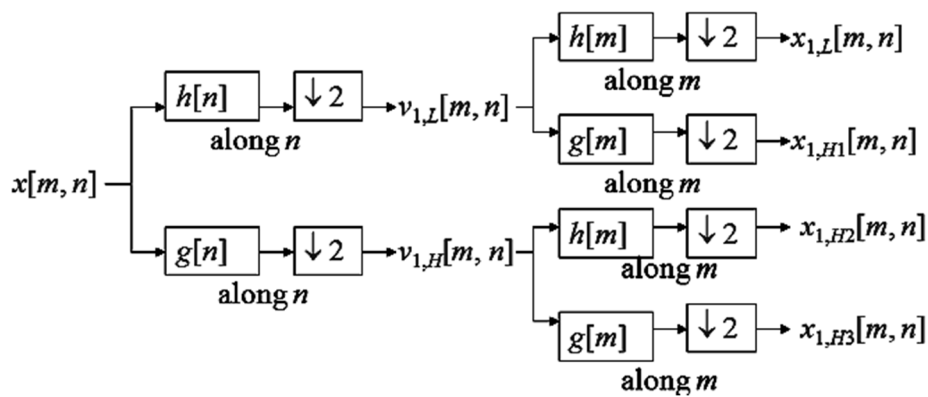 h[m] ↓2 x₁,L[m, n]
along m
h[n] ↓2 v₁,L[m, n]
along n
g[m] ↓2 x₁,H1[m, n]
along m
x[m, n]
h[m] ↓2 x₁,H2[m, n]
along m
g[n] ↓2 v₁,H[m, n]
along n
g[m] ↓2 x₁,H3[m, n]
along m